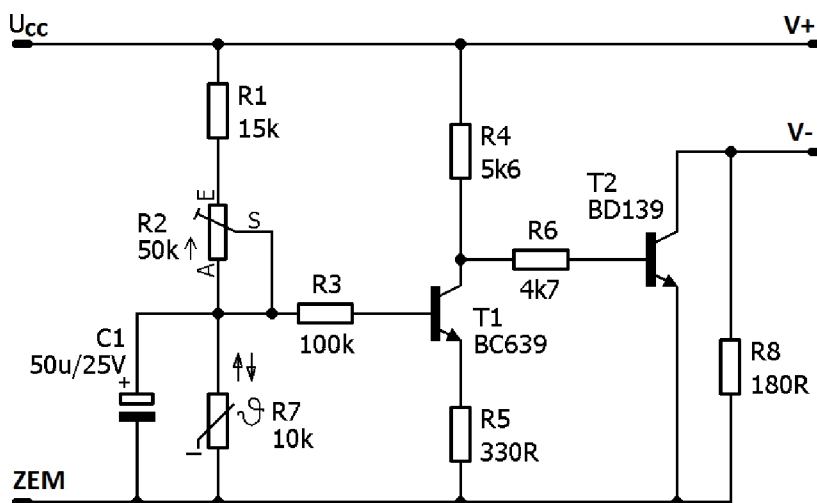 UCC
V+
R1
15k
R4
5k6
V-
E
S
R2
50k
A
T2
BD139
R6
4k7
R3
100k
T1
BC639
C1
50u/25V
+
R7
10k
ϑ
R5
330R
R8
180R
ZEM